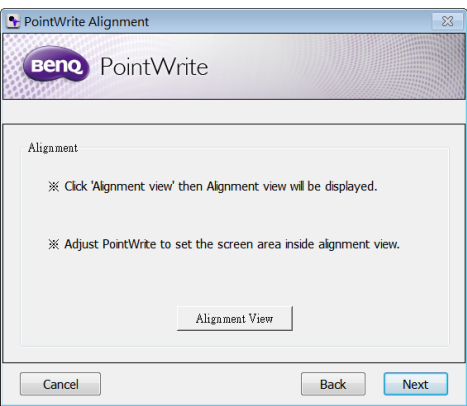 PointWrite Alignment
BenQ PointWrite
Alignment
※ Click 'Alignment view' then Alignment view will be displayed.
※ Adjust PointWrite to set the screen area inside alignment view.
Alignment View
Cancel Back Next